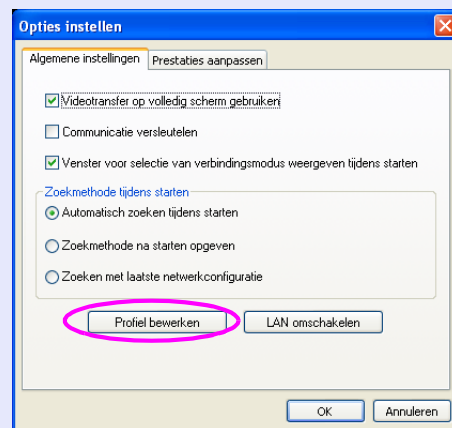 Opties instellen
Algemene instellingen
Prestaties aanpassen
Videotransfer op volledig scherm gebruiken
Communicatie versleutelen
Venster voor selectie van verbindingsmodus weergeven tijdens starten
Zoekmethode tijdens starten
Automatisch zoeken tijdens starten
Zoekmethode na starten opgeven
Zoeken met laatste netwerkconfiguratie
Profiel bewerken
LAN omschakelen
OK
Annuleren